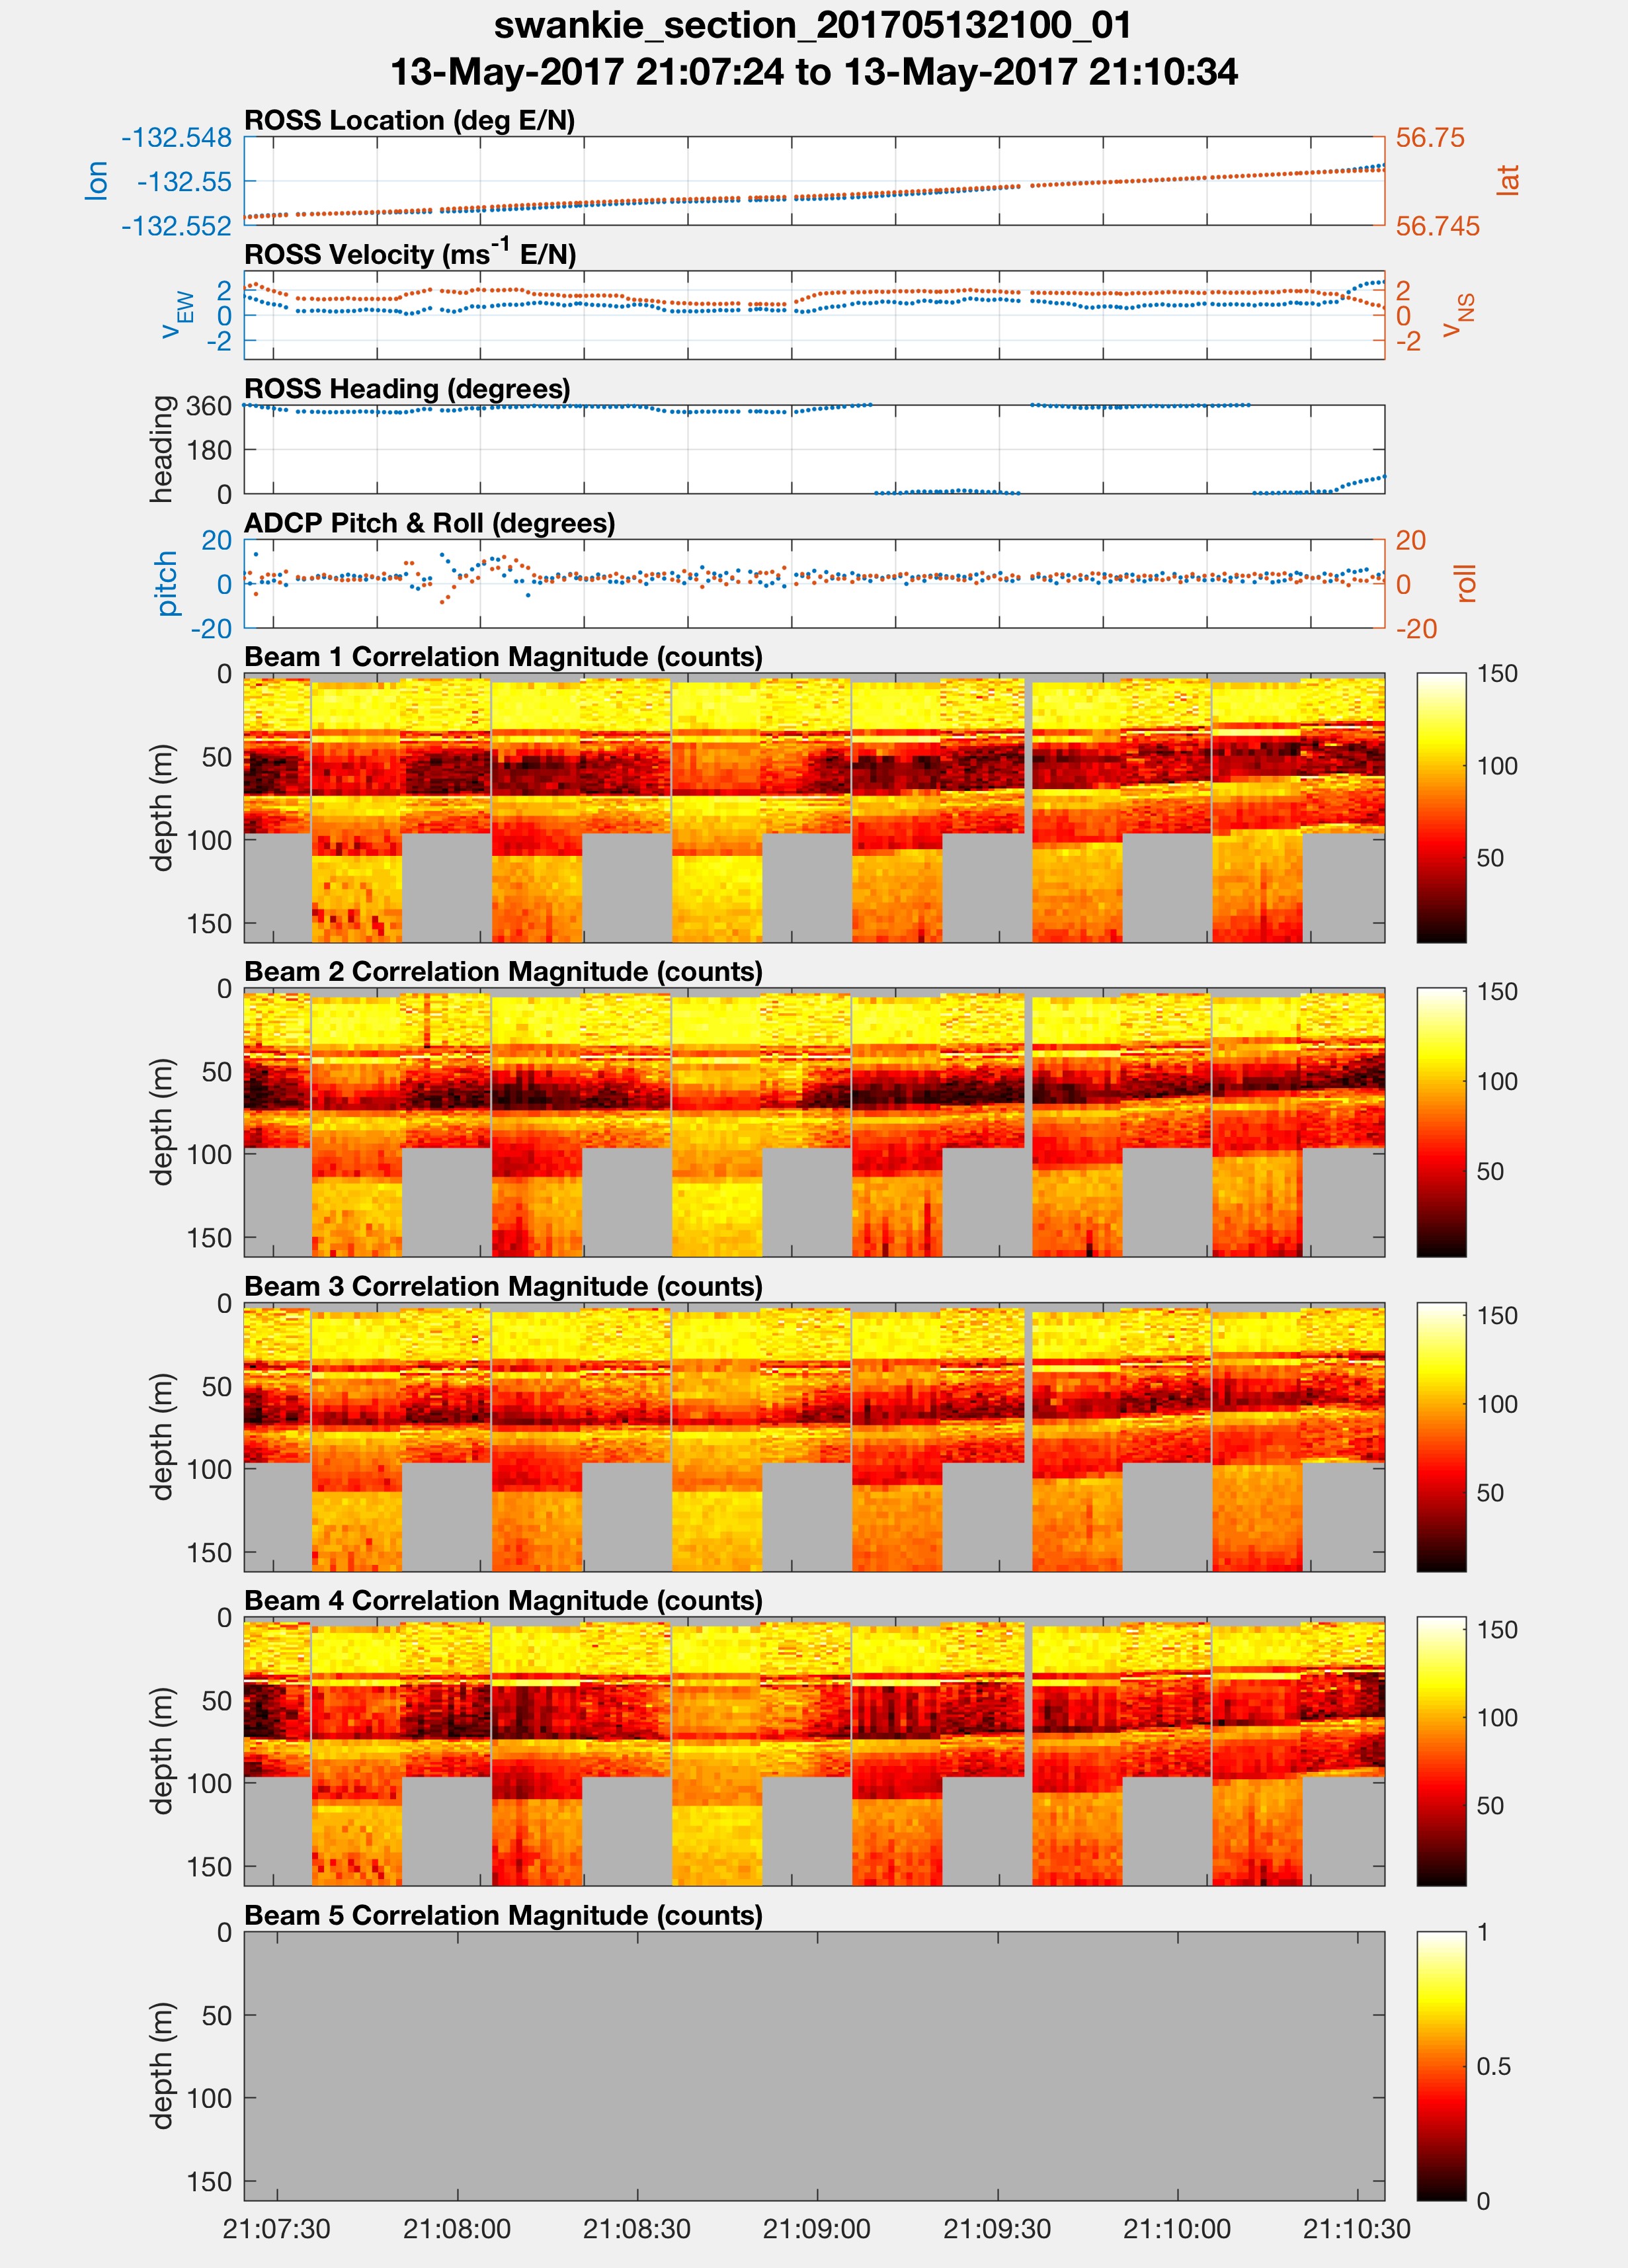 swankie_section_201705132100_01
13-May-2017 21:07:24 to 13-May-2017 21:10:34
ROSS Location (deg E/N)
-132.548
-132.55
-132.552
lon
56.75
56.745
lat
ROSS Velocity (ms-1 E/N)
2
0
-2
vEW
2
0
-2
vNS
ROSS Heading (degrees)
360
180
0
heading
ADCP Pitch & Roll (degrees)
20
0
-20
pitch
20
0
-20
roll
Beam 1 Correlation Magnitude (counts)
0
50
100
150
depth (m)
150
100
50
Beam 2 Correlation Magnitude (counts)
0
50
100
150
depth (m)
150
100
50
Beam 3 Correlation Magnitude (counts)
0
50
100
150
depth (m)
150
100
50
Beam 4 Correlation Magnitude (counts)
0
50
100
150
depth (m)
150
100
50
Beam 5 Correlation Magnitude (counts)
0
50
100
150
depth (m)
1
0.5
0
21:07:30 21:08:00 21:08:30 21:09:00 21:09:30 21:10:00 21:10:30